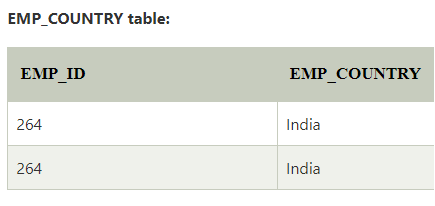 EMP_COUNTRY table:
EMP_ID EMP_COUNTRY
264 India
264 India